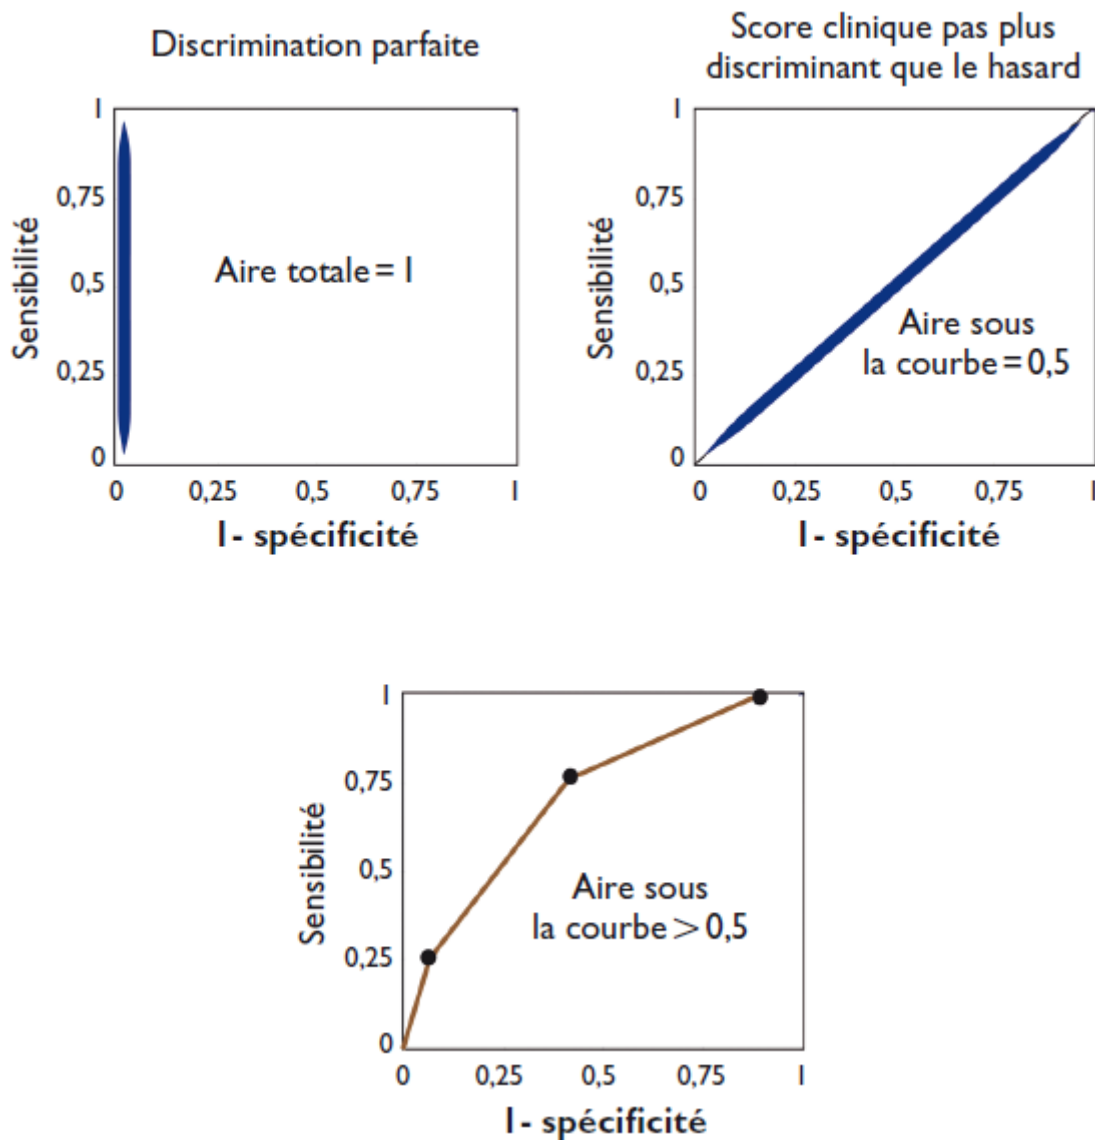 Discrimination parfaite
Score clinique pas plus
discriminant que le hasard
1
0,75
0,5
0,25
0
Sensibilité
Aire totale = 1
0 0,25 0,5 0,75 1
1 - spécificité
1
0,75
0,5
0,25
0
Sensibilité
Aire sous
la courbe = 0,5
0 0,25 0,5 0,75 1
1 - spécificité
1
0,75
0,5
0,25
0
Sensibilité
Aire sous
la courbe > 0,5
0 0,25 0,5 0,75 1
1 - spécificité